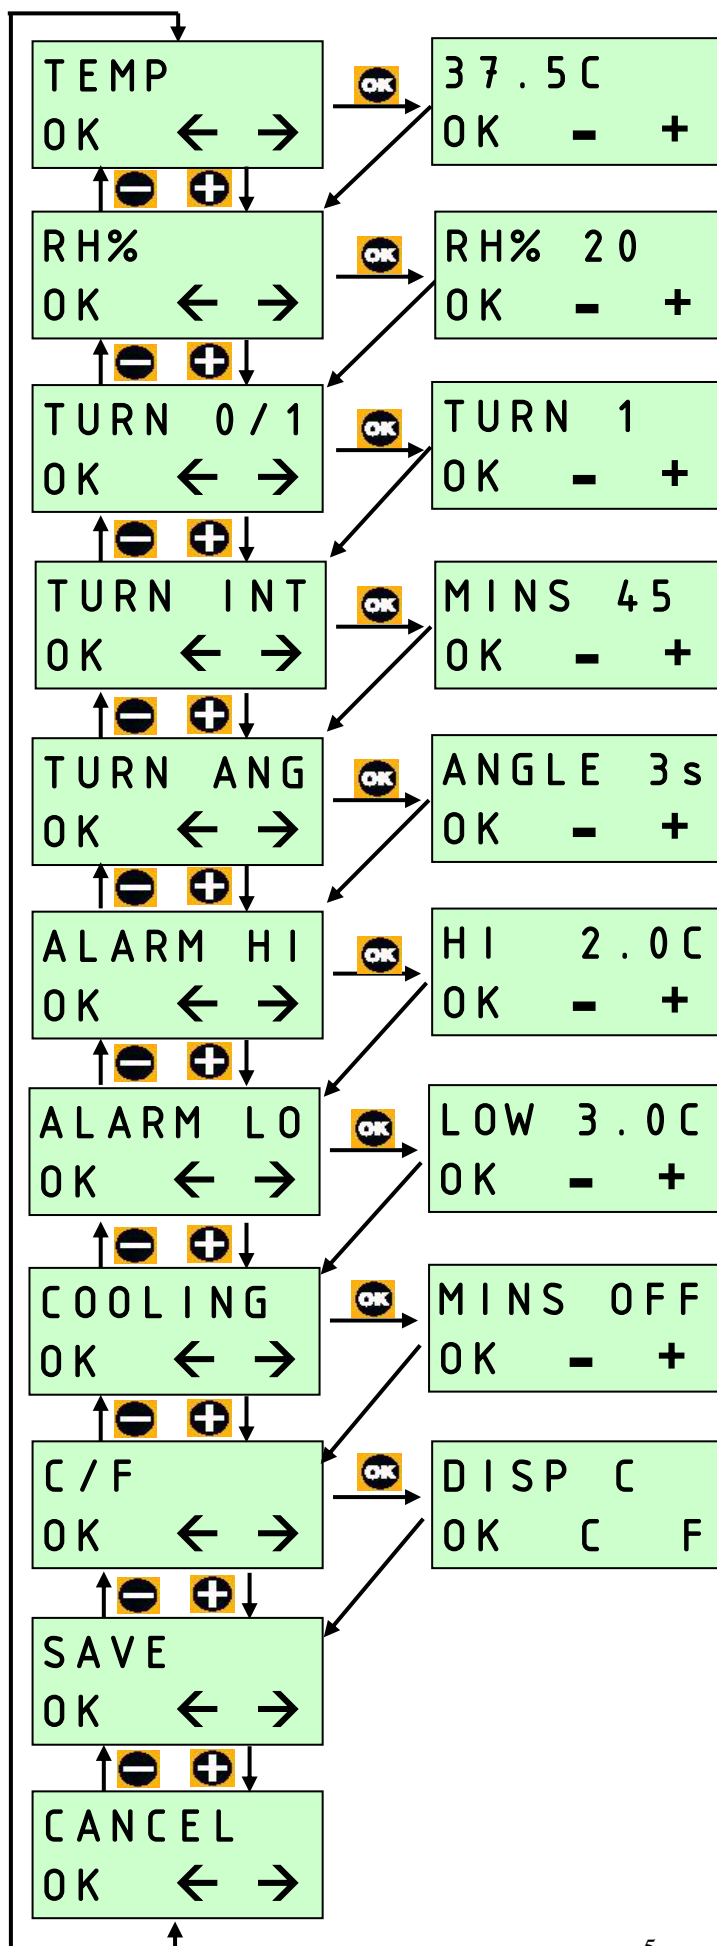 TEMP
OK ← →
OK
37.5C
OK - +
RH%
OK ← →
OK
RH% 20
OK - +
TURN 0/1
OK ← →
OK
TURN 1
OK - +
TURN INT
OK ← →
OK
MINS 45
OK - +
TURN ANG
OK ← →
OK
ANGLE 3s
OK - +
ALARM HI
OK ← →
OK
HI 2.0C
OK - +
ALARM LO
OK ← →
OK
LOW 3.0C
OK - +
COOLING
OK ← →
OK
MINS OFF
OK - +
C/F
OK ← →
OK
DISP C
OK C F
SAVE
OK ← →
CANCEL
OK ← →